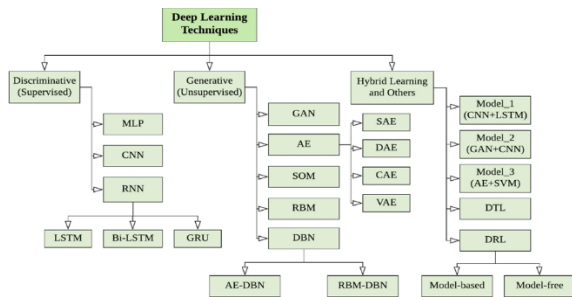 Deep Learning
Techniques
Discriminative
(Supervised)
Generative
(Unsupervised)
Hybrid Learning
and Others
MLP
CNN
RNN
LSTM
Bi-LSTM
GRU
GAN
AE
SOM
RBM
DBN
SAE
DAE
CAE
VAE
AE-DBN
RBM-DBN
Model_1
(CNN+LSTM)
Model_2
(GAN+CNN)
Model_3
(AE+SVM)
DTL
DRL
Model-based
Model-free